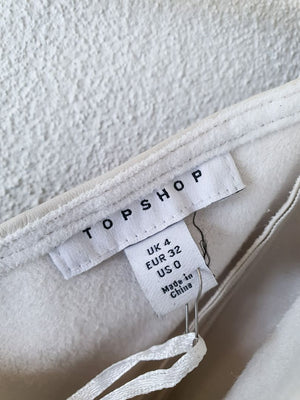 TOPSHOP
UK 4
EUR 32
US 0
Made in
China